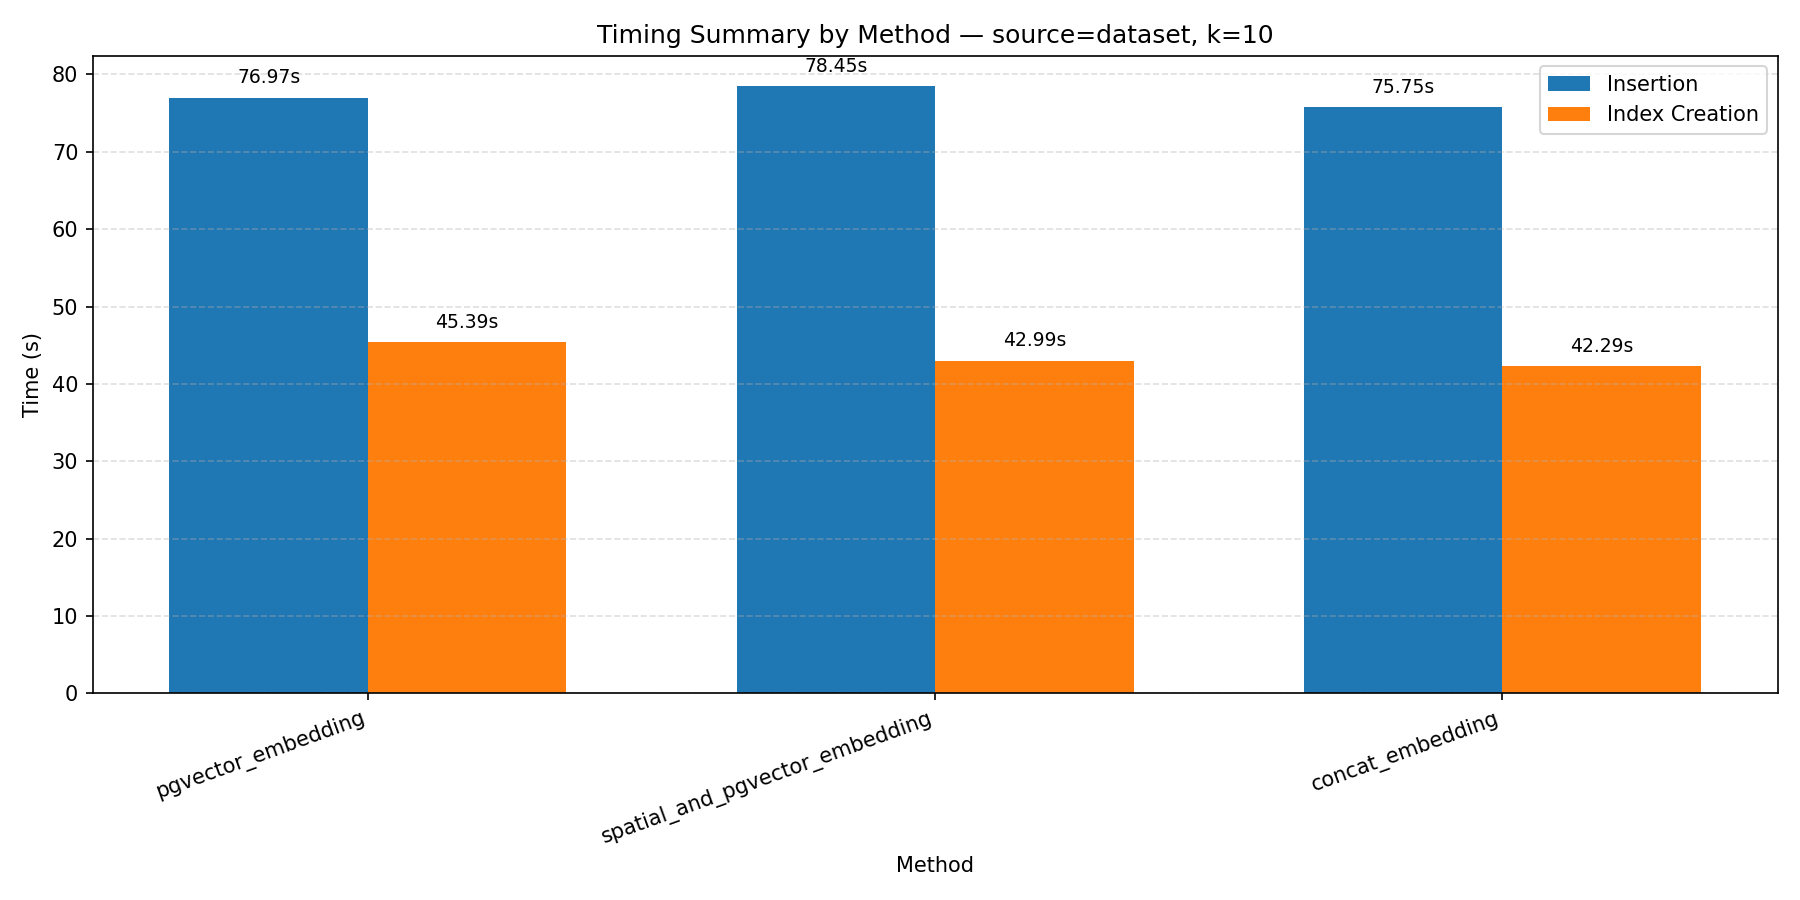 Timing Summary by Method — source=dataset, k=10
Insertion
Index Creation
Time (s)
80
70
60
50
40
30
20
10
0
76.97s
45.39s
78.45s
42.99s
75.75s
42.29s
pgvector_embedding
spatial_and_pgvector_embedding
concat_embedding
Method